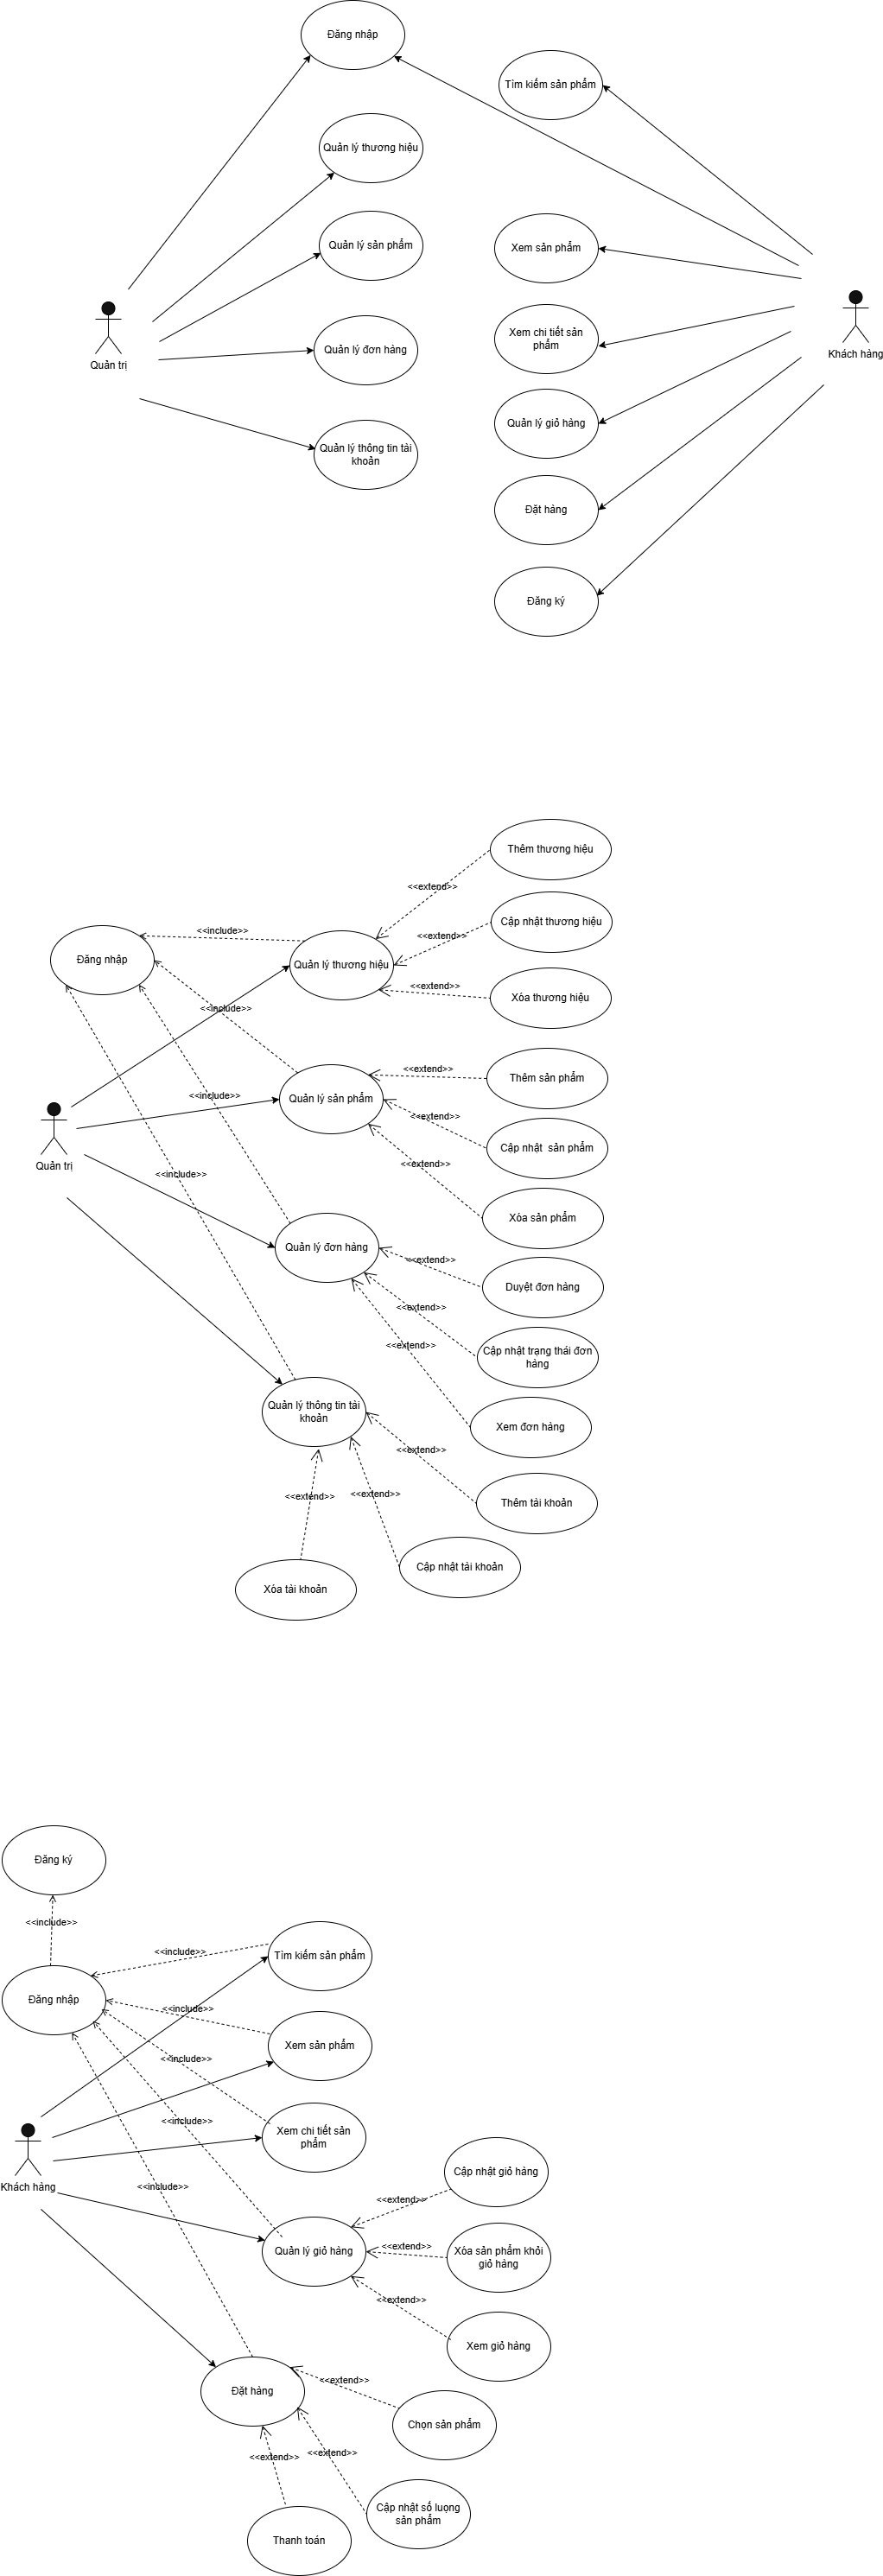 Đăng nhập
Tìm kiếm sản phẩm
Quản lý thương hiệu
Quản lý sản phẩm
Xem sản phẩm
Quản trị
Khách hàng
Xem chi tiết sản
phẩm
Quản lý đơn hàng
Quản lý giỏ hàng
Quản lý thông tin tài
khoản
Đặt hàng
Đăng ký
Thêm thương hiệu
<<extend>>
Cập nhật thương hiệu
<<include>>
<<extend>>
Đăng nhập
Quản lý thương hiệu
<<extend>>
Xóa thương hiệu
<<include>>
<<extend>>
Thêm sản phẩm
<<include>>
Quản lý sản phẩm
<<extend>>
Cập nhật  sản phẩm
Quản trị
<<extend>>
<<include>>
Xóa sản phẩm
Quản lý đơn hàng
<<extend>>
Duyệt đơn hàng
<<extend>>
<<extend>>
Cập nhật trạng thái đơn
hàng
Quản lý thông tin tài
khoản
Xem đơn hàng
<<extend>>
<<extend>>
<<extend>>
Thêm tài khoản
Cập nhật tài khoản
Xóa tài khoản
Đăng ký
<<include>>
<<include>>
Tìm kiếm sản phẩm
Đăng nhập
<<include>>
Xem sản phẩm
<<include>>
<<include>>
Xem chi tiết sản
phẩm
Khách hàng
<<include>>
Cập nhật giỏ hàng
<<extend>>
Quản lý giỏ hàng
<<extend>>
Xóa sản phẩm khỏi
giỏ hàng
<<extend>>
Xem giỏ hàng
Đặt hàng
<<extend>>
Chọn sản phẩm
<<extend>>
<<extend>>
Cập nhật số luọng
sản phẩm
Thanh toán